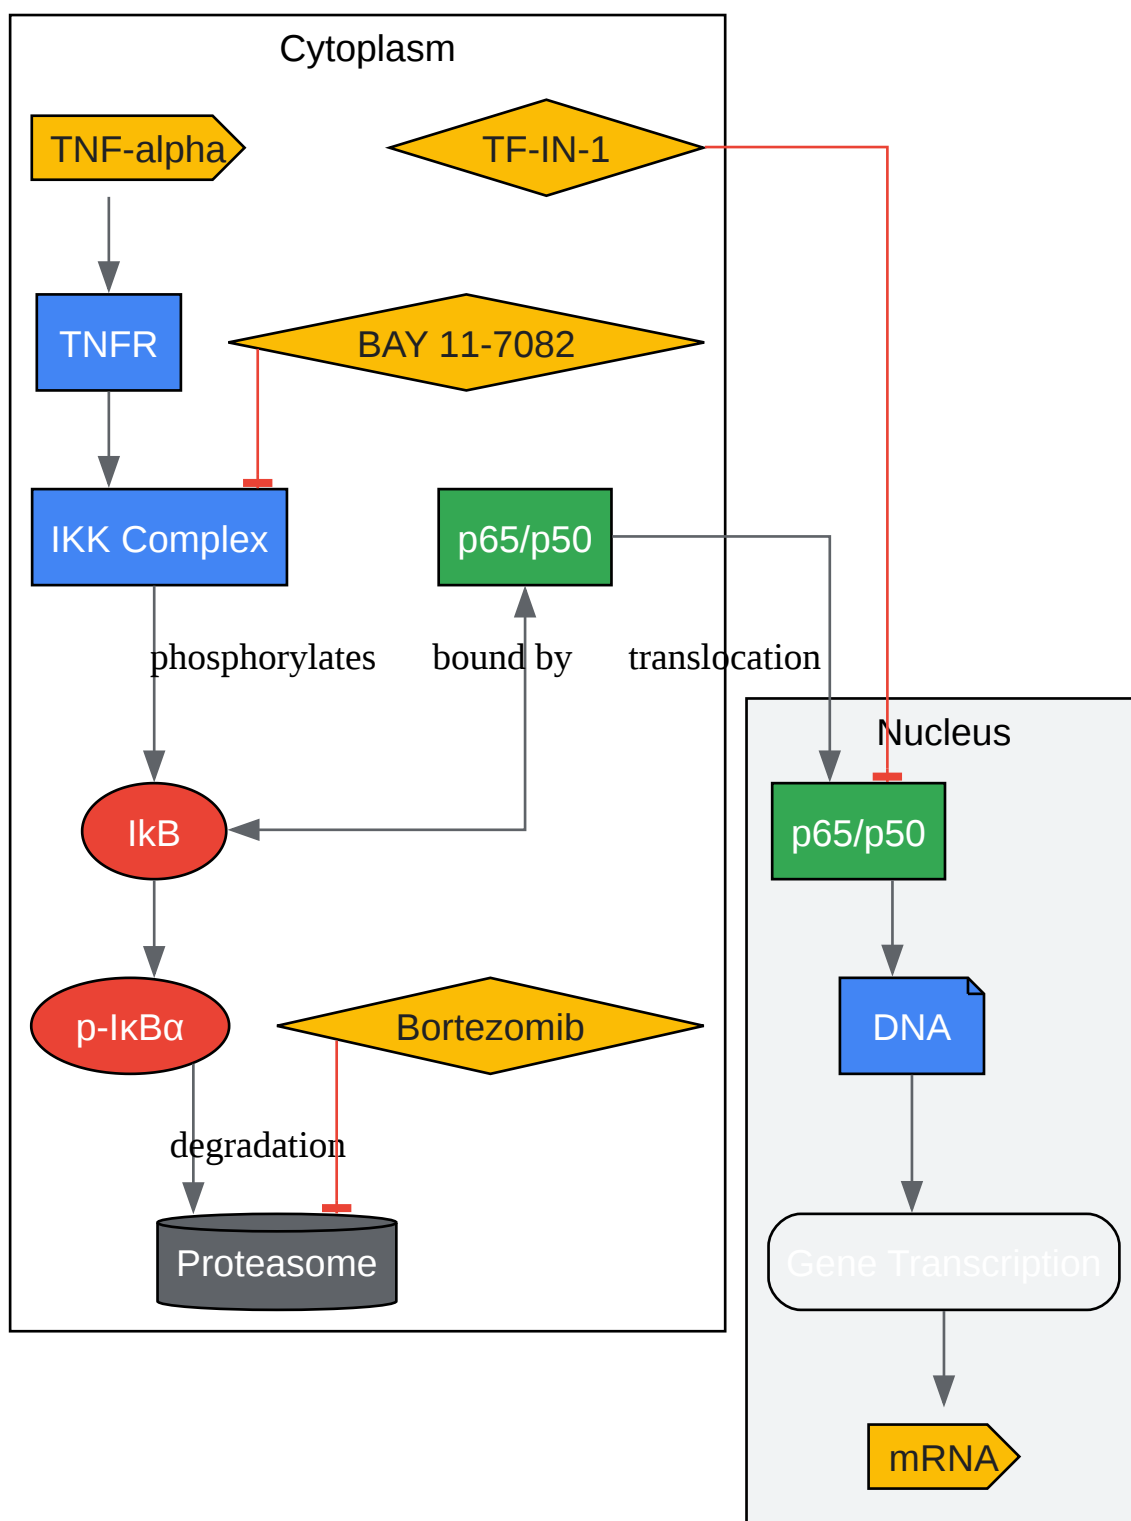 Cytoplasm
TNF-alpha
TF-IN-1
TNFR
BAY 11-7082
IKK Complex
p65/p50
phosphorylates
bound by
translocation
Nucleus
IkB
p65/p50
p-IκBα
Bortezomib
DNA
degradation
Proteasome
Gene Transcription
mRNA